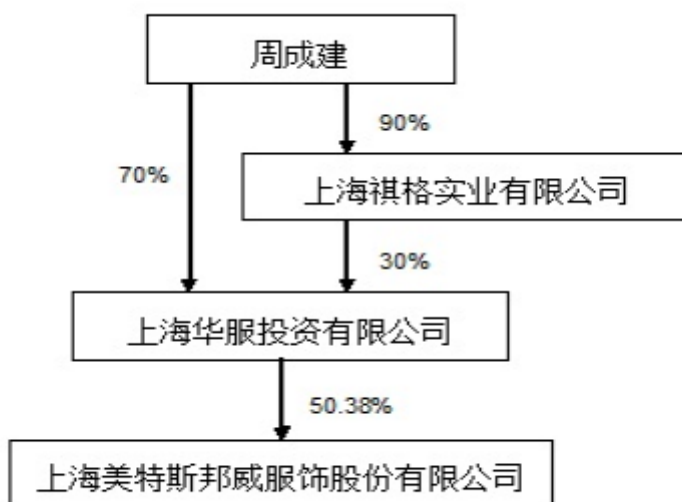 周成建
90%
70%
上海祺格实业有限公司
30%
上海华服投资有限公司
50.38%
上海美特斯邦威服饰股份有限公司